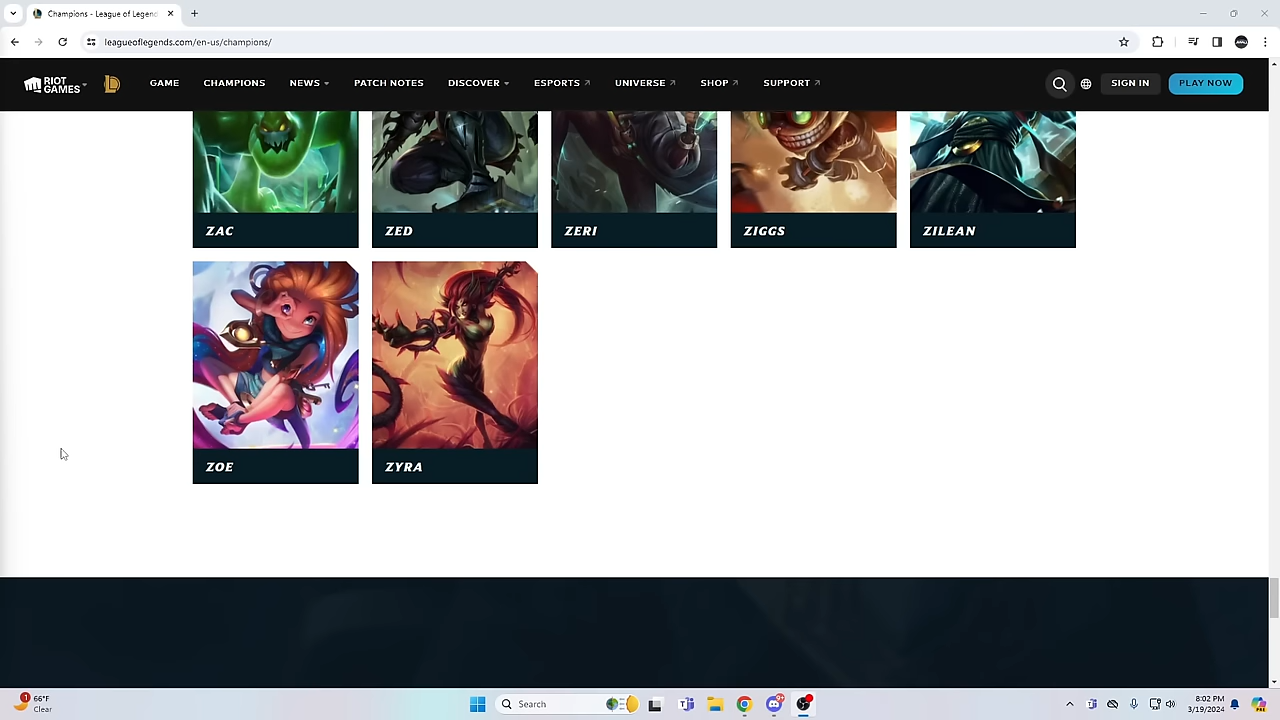 Champions - League of Legend
leagueoflegends.com/en-us/champions/
RIOT GAMES
GAME CHAMPIONS NEWS PATCH NOTES DISCOVER ESPORTS UNIVERSE SHOP SUPPORT SIGN IN PLAY NOW
ZAC ZED ZERI ZIGGS ZILEAN
ZOE ZYRA
1 66°F
Clear
Search
8:02 PM
3/19/2024